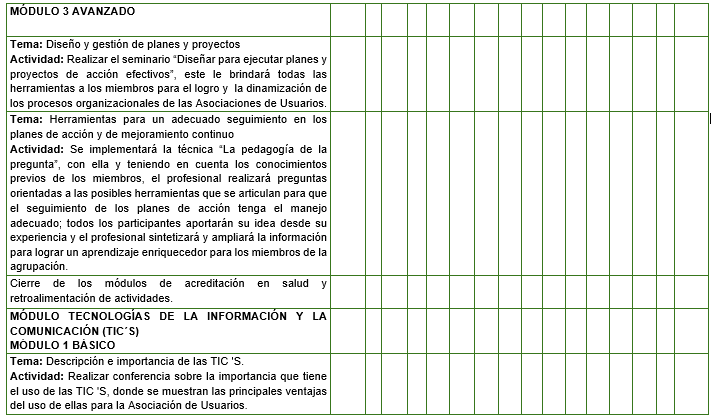 MÓDULO 3 AVANZADO
Tema: Diseño y gestión de planes y proyectos
Actividad: Realizar el seminario “Diseñar para ejecutar planes y
proyectos de acción efectivos”, este le brindará todas las
herramientas a los miembros para el logro y la dinamización de
los procesos organizacionales de las Asociaciones de Usuarios.
Tema: Herramientas para un adecuado seguimiento en los
planes de acción y de mejoramiento continuo
Actividad: Se implementará la técnica “La pedagogía de la
pregunta”, con ella y teniendo en cuenta los conocimientos
previos de los miembros, el profesional realizará preguntas
orientadas a las posibles herramientas que se articulan para que
el seguimiento de los planes de acción tenga el manejo
adecuado; todos los participantes aportarán su idea desde su
experiencia y el profesional sintetizará y ampliará la información
para lograr un aprendizaje enriquecedor para los miembros de la
agrupación.
Cierre de los módulos de acreditación en salud y
retroalimentación de actividades.
MÓDULO TECNOLOGÍAS DE LA INFORMACIÓN Y LA
COMUNICACIÓN (TIC´S)
MÓDULO 1 BÁSICO
Tema: Descripción e importancia de las TIC 'S.
Actividad: Realizar conferencia sobre la importancia que tiene
el uso de las TIC 'S, donde se muestran las principales ventajas
del uso de ellas para la Asociación de Usuarios.